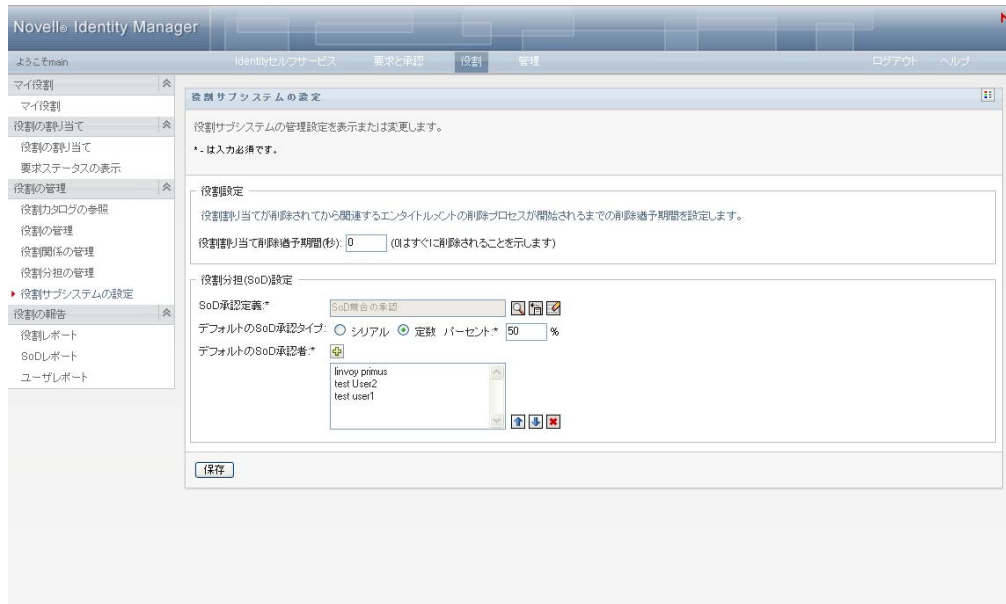 Novell® Identity Manager
N
ようこそmain
Identityセルフサービス 要求と承認 役割 管理 ログアウト ヘルプ
マイ役割
マイ役割
役割の割り当て
役割の割り当て
要求ステータスの表示
役割の管理
役割カタログの参照
役割の管理
役割関係の管理
役割分担の管理
役割サブシステムの設定
役割の報告
役割レポート
SoDレポート
ユーザレポート
役割サブシステムの設定
役割サブシステムの管理設定を表示または変更します。
* - は入力必須です。
役割設定
役割割り当てが削除されてから関連するエンタイトルメントの削除プロセスが開始されるまでの削除猶予期間を設定します。
役割割り当て削除猶予期間(秒): 0 (0はすぐに削除されることを示します)
役割分担(SoD)設定
SoD承認定義:* SoD競合の承認
デフォルトのSoD承認タイプ: シリアル 定数 パーセント:* 50 %
デフォルトのSoD承認者:*
linvoy primus
test User2
test user1
保存